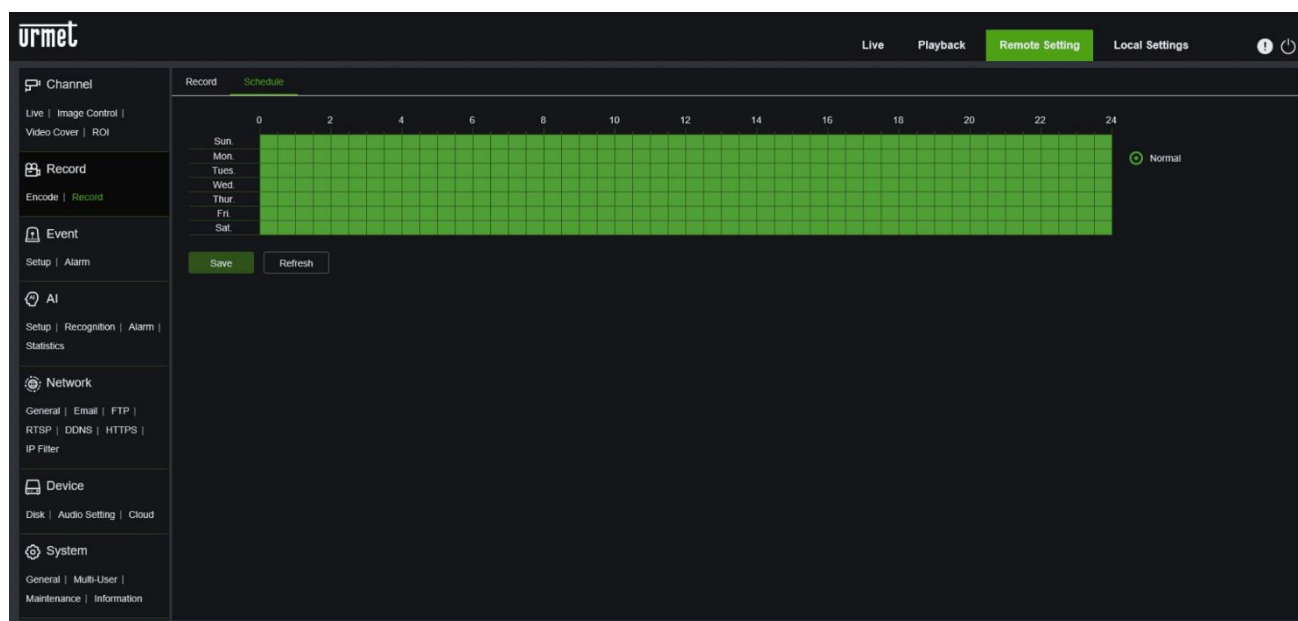 urmet
Live Playback Remote Setting Local Settings
Channel
Live | Image Control |
Video Cover | ROI
Record
Encode | Record
Event
Setup | Alarm
AI
Setup | Recognition | Alarm |
Statistics
Network
General | Email | FTP |
RTSP | DDNS | HTTPS |
IP Filter
Device
Disk | Audio Setting | Cloud
System
General | Multi-User |
Maintenance | Information
Record Schedule
0 2 4 6 8 10 12 14 16 18 20 22 24
Sun.
Mon.
Tues.
Wed.
Thur.
Fri.
Sat.
Normal
Save Refresh